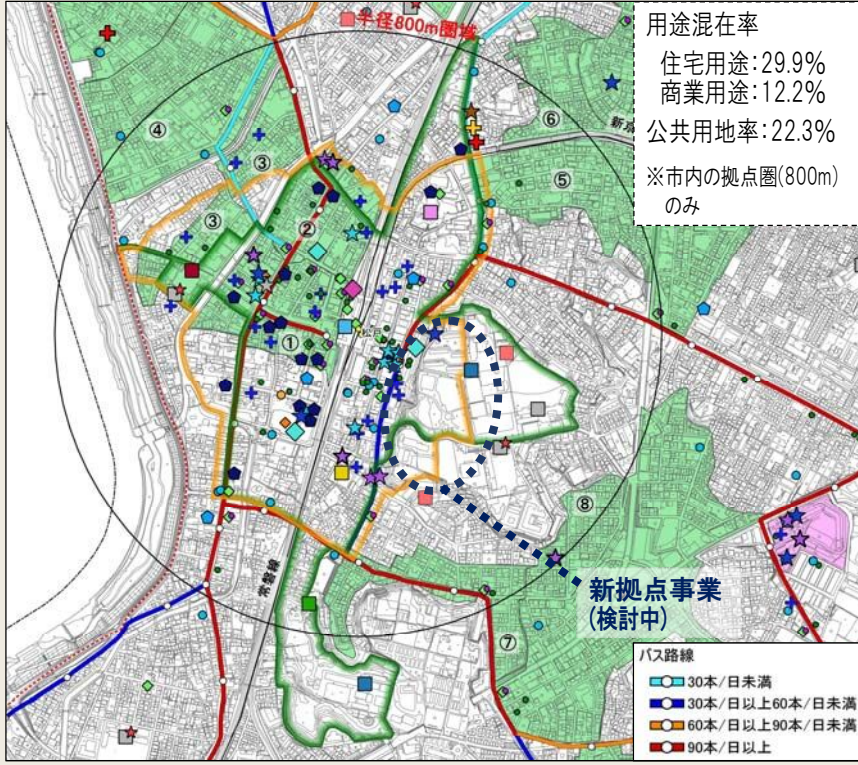 半径800m圏域
用途混在率
住宅用途:29.9%
商業用途:12.2%
公共用地率:22.3%
※市内の拠点圏(800m)
のみ
④
③
⑥
新京
⑤
③
②
①
⑧
新拠点事業
(検討中)
常磐線
⑦
バス路線
30本/日未満
30本/日以上60本/日未満
60本/日以上90本/日未満
90本/日以上